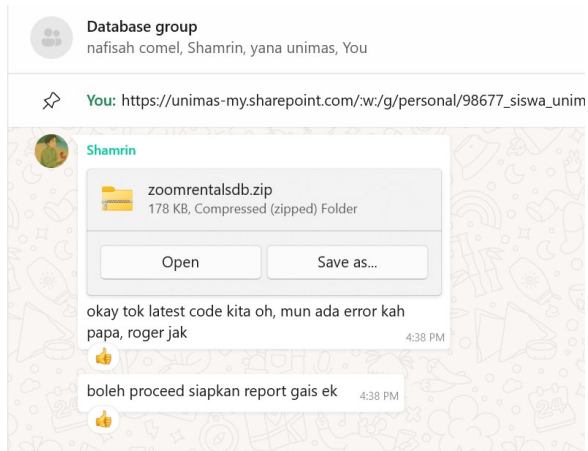 Database group
nafisah comel, Shamrin, yana unimas, You
You: https://unimas-my.sharepoint.com/:w:/g/personal/98677_siswa_unim
Shamrin
zoomrentalsdb.zip
178 KB, Compressed (zipped) Folder
Open
Save as...
okay tok latest code kita oh, mun ada error kah
papa, roger jak
4:38 PM
boleh proceed siapkan report gais ek
4:38 PM